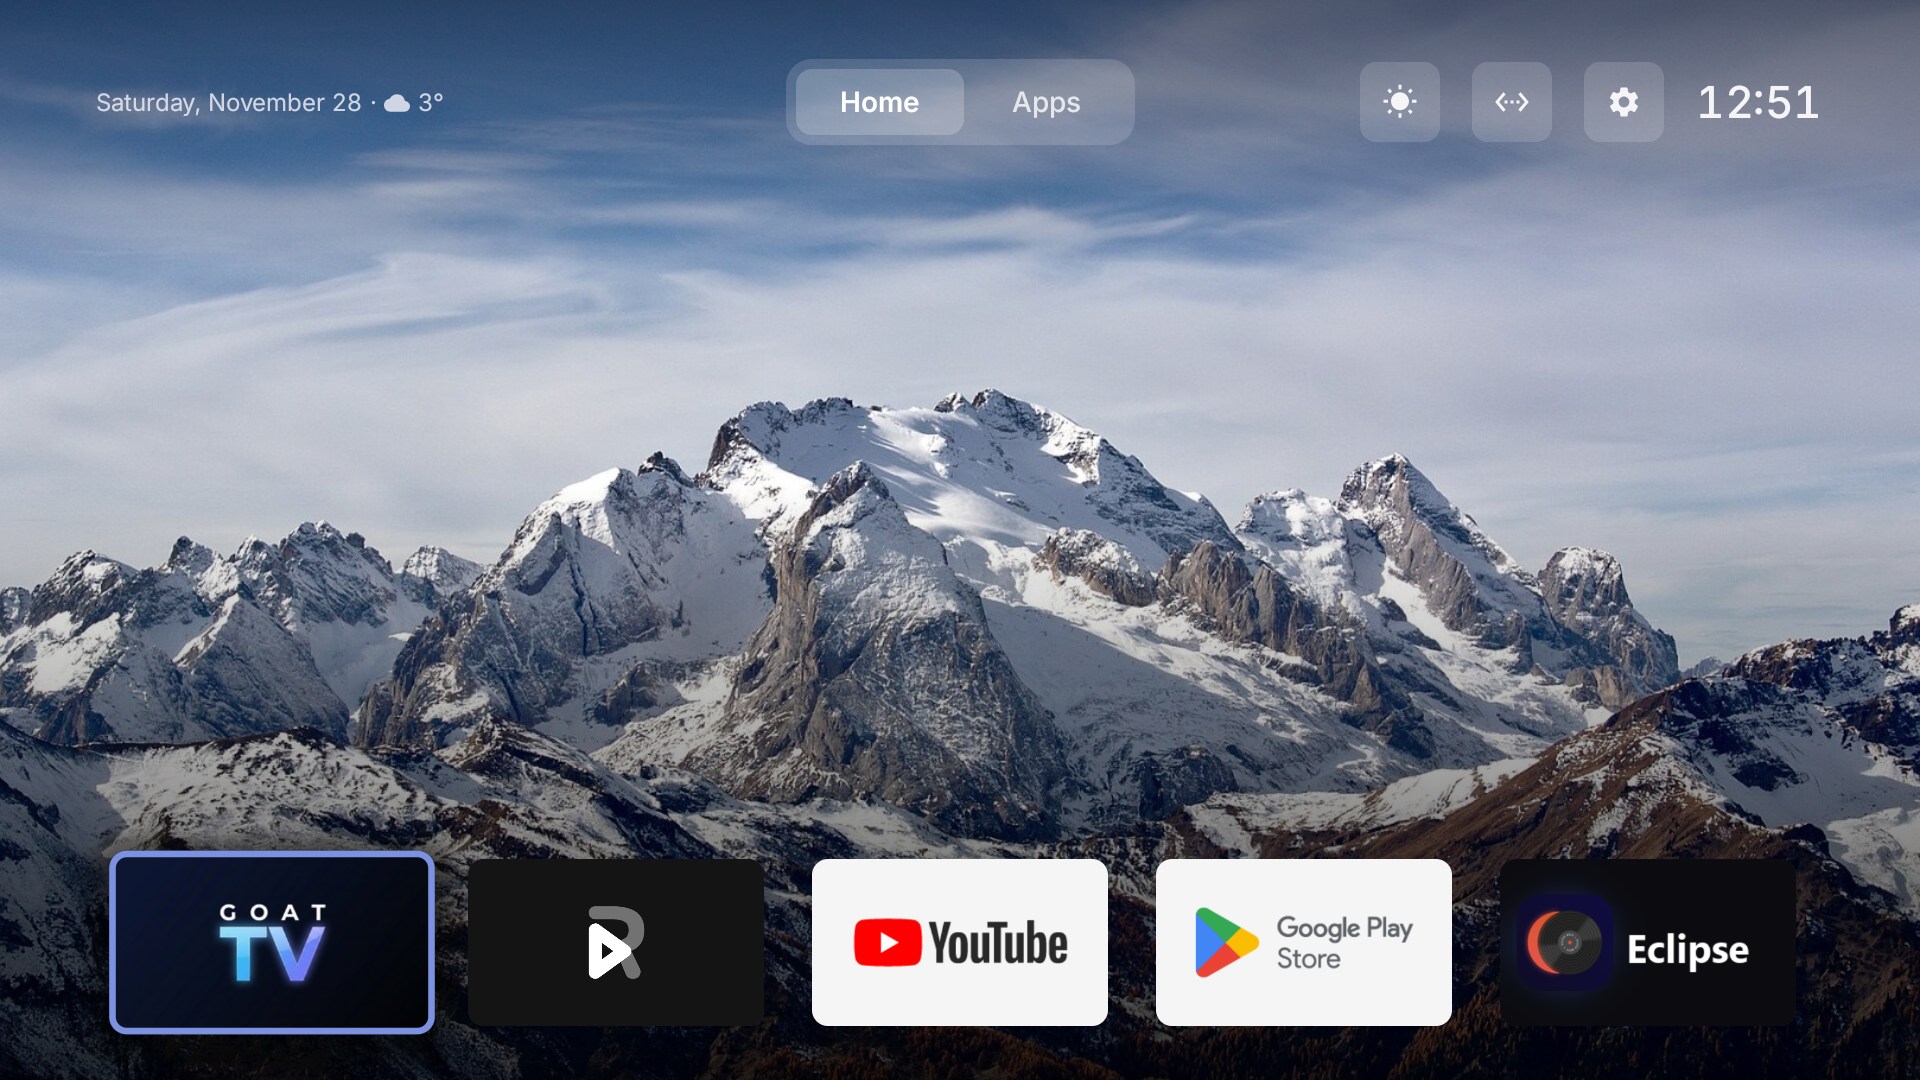 Saturday, November 28 · 3°
Home
Apps
12:51
GOAT
TV
R
YouTube
Google Play
Store
Eclipse